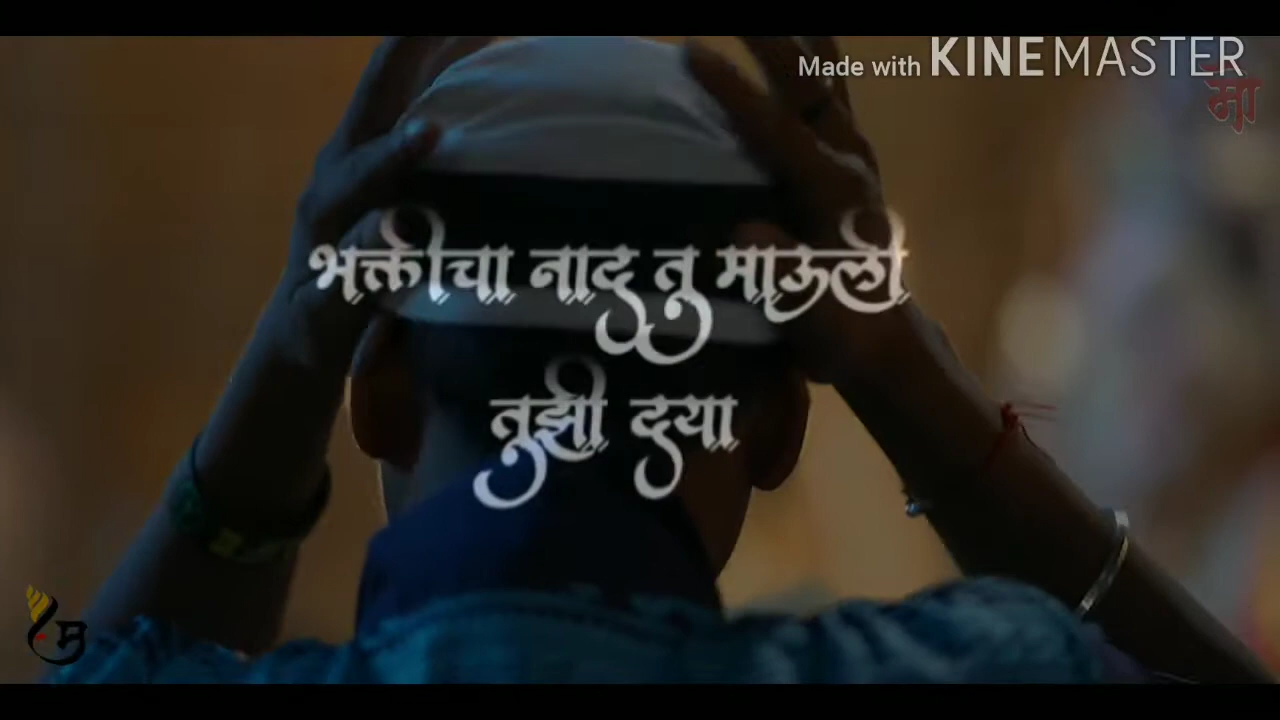 Made with KINEMASTER
मा
भक्तीचा नाद तु माऊली
तुझी दया
म